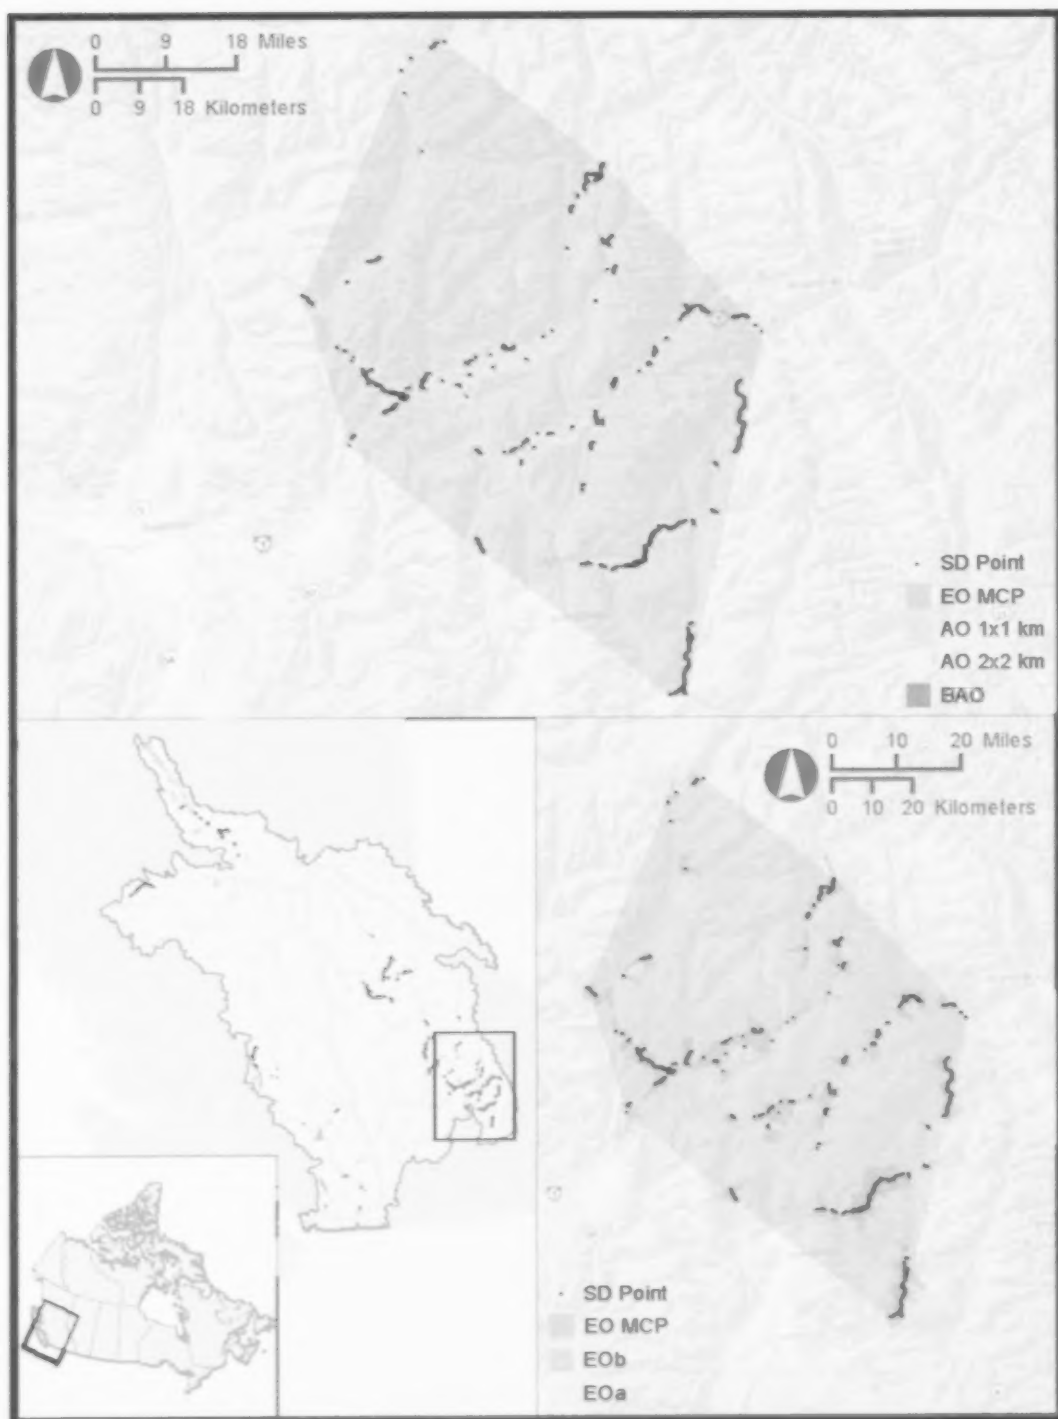 0 9 18 Miles
0 9 18 Kilometers
SD Point
EO MCP
AO 1x1 km
AO 2x2 km
BAO
0 10 20 Miles
0 10 20 Kilometers
SD Point
EO MCP
EOb
EOa